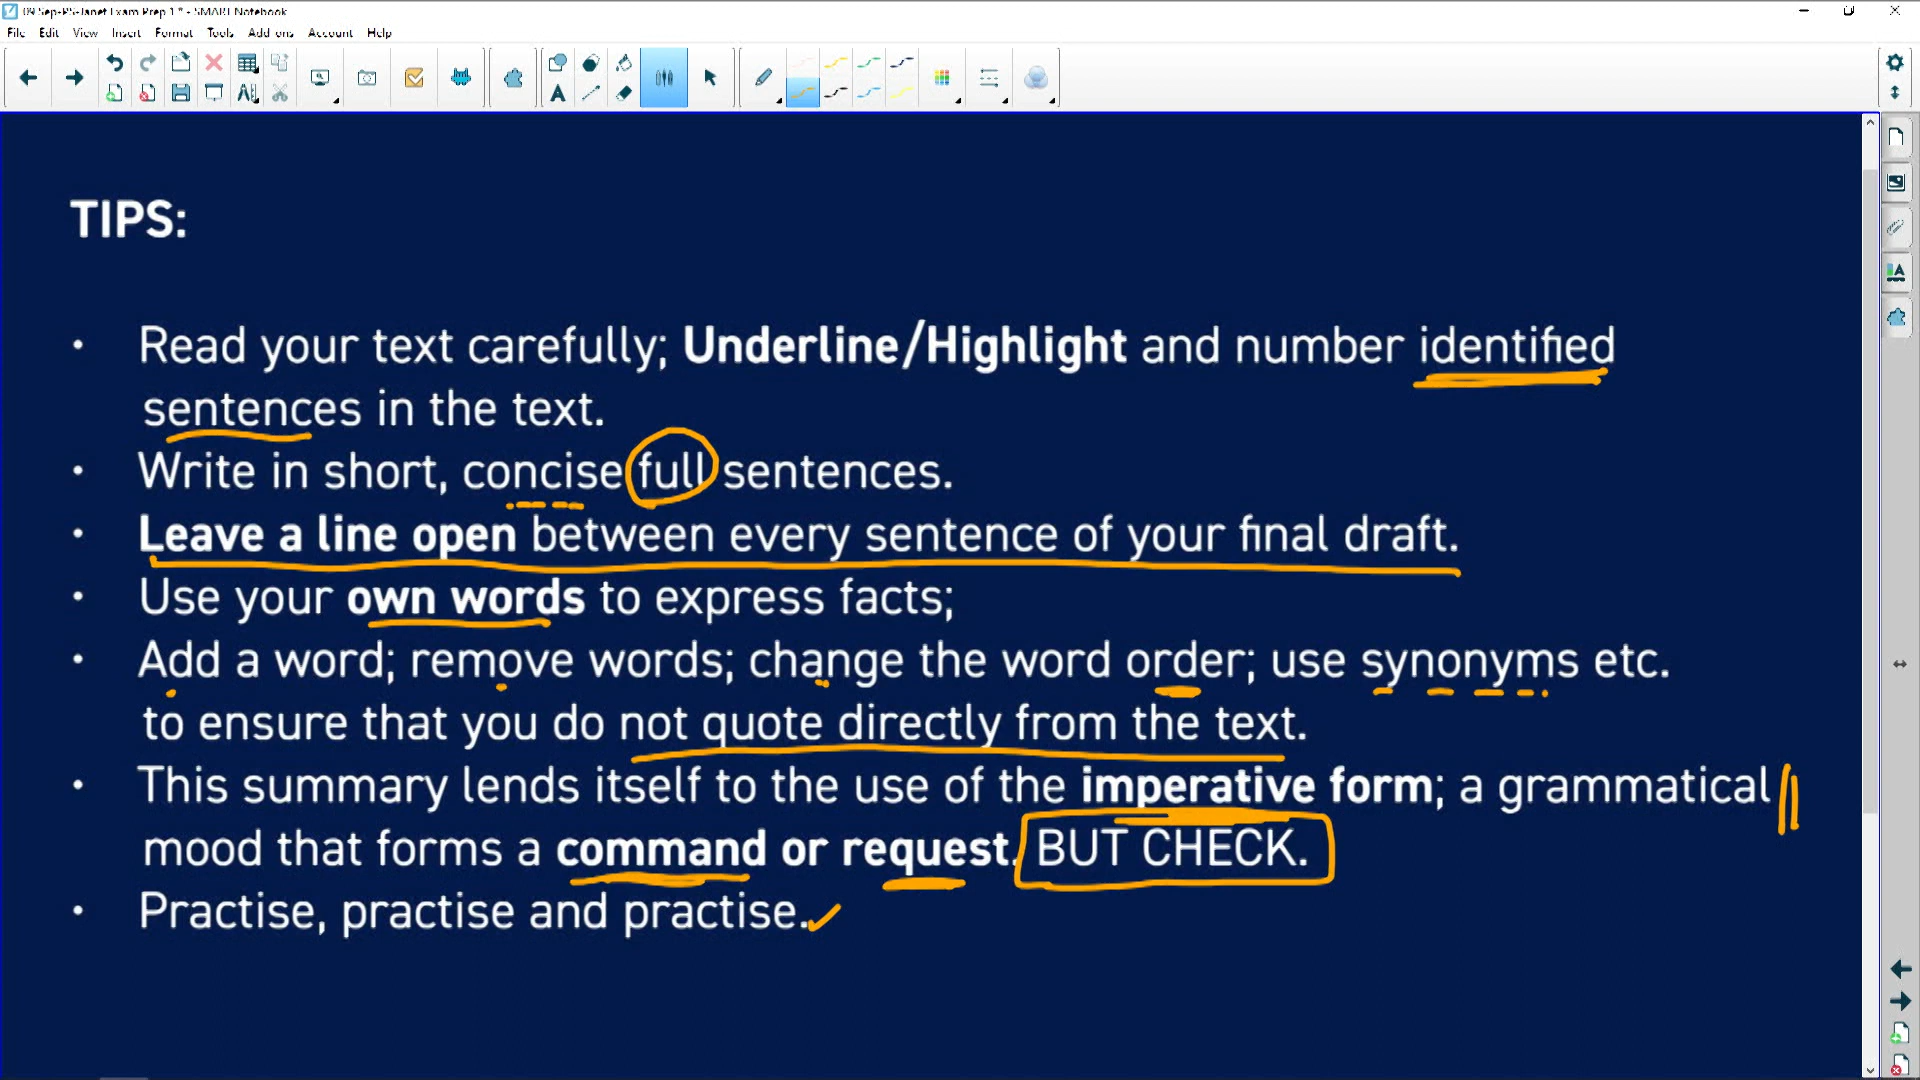 09 Sep-PS-Janet Exam Prep 1 * - SMART Notebook
File Edit View Insert Format Tools Add-ons Account Help
TIPS:
• Read your text carefully; Underline/Highlight and number identified
sentences in the text.
• Write in short, concise full sentences.
• Leave a line open between every sentence of your final draft.
• Use your own words to express facts;
• Add a word; remove words; change the word order; use synonyms etc.
to ensure that you do not quote directly from the text.
• This summary lends itself to the use of the imperative form; a grammatical
mood that forms a command or request. BUT CHECK.
• Practise, practise and practise.